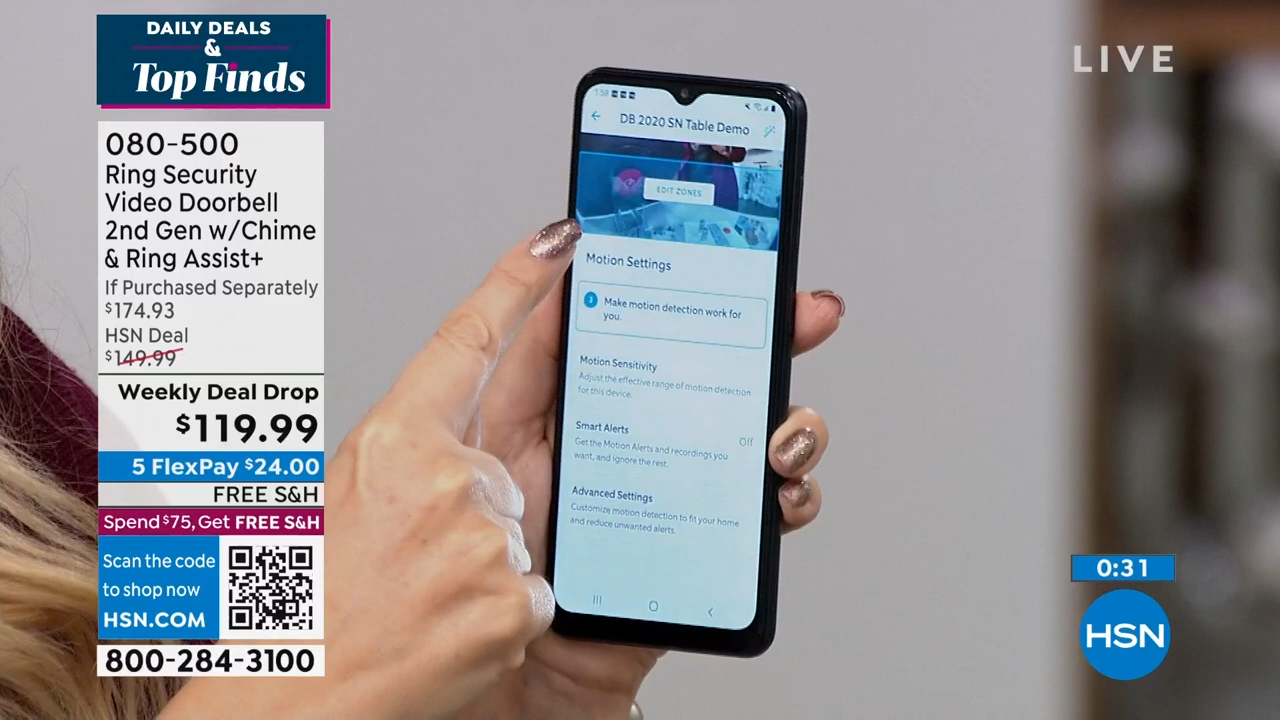 DAILY DEALS
&
Top Finds
080-500
Ring Security
Video Doorbell
2nd Gen w/Chime
& Ring Assist+
If Purchased Separately
$174.93
HSN Deal
$149.99
Weekly Deal Drop
$119.99
5 FlexPay $24.00
FREE S&H
Spend $75, Get FREE S&H
Scan the code
to shop now
HSN.COM
800-284-3100
1:58
DB 2020 SN Table Demo
EDIT ZONES
Motion Settings
3 Make motion detection work for
you.
Motion Sensitivity
Adjust the effective range of motion detection
for this device.
Smart Alerts
Off
Get the Motion Alerts and recordings you
want, and ignore the rest.
Advanced Settings
Customize motion detection to fit your home
and reduce unwanted alerts.
LIVE
0:31
HSN